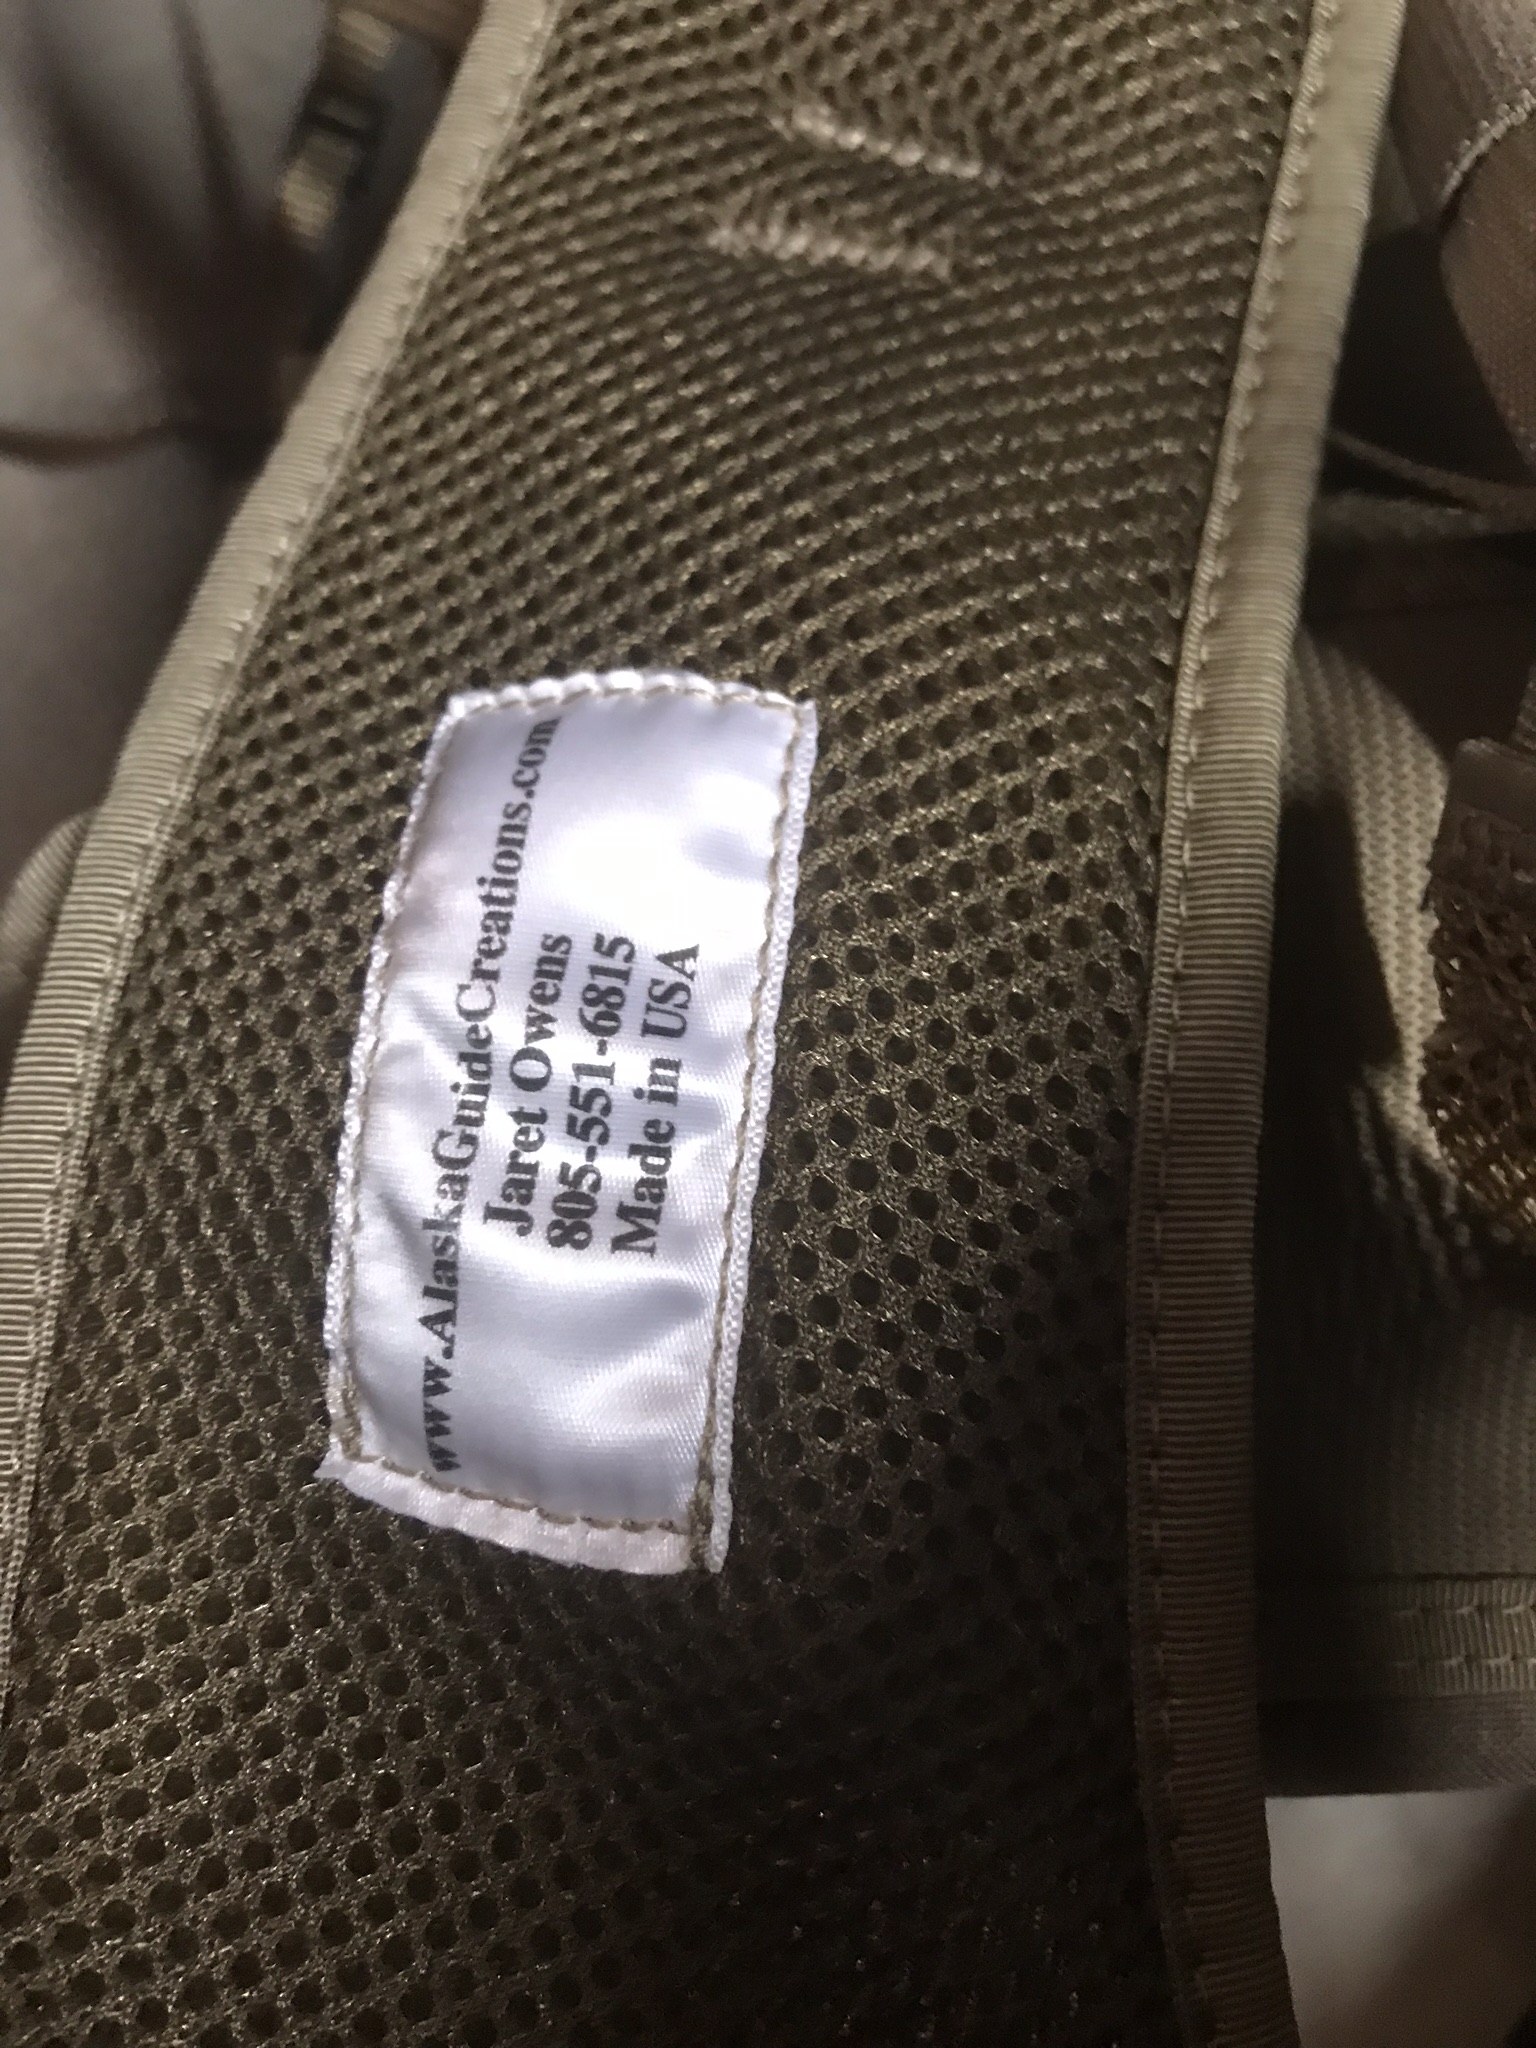 www.AlaskaGuideCreations.com
Jaret Owens
805-551-6815
Made in USA